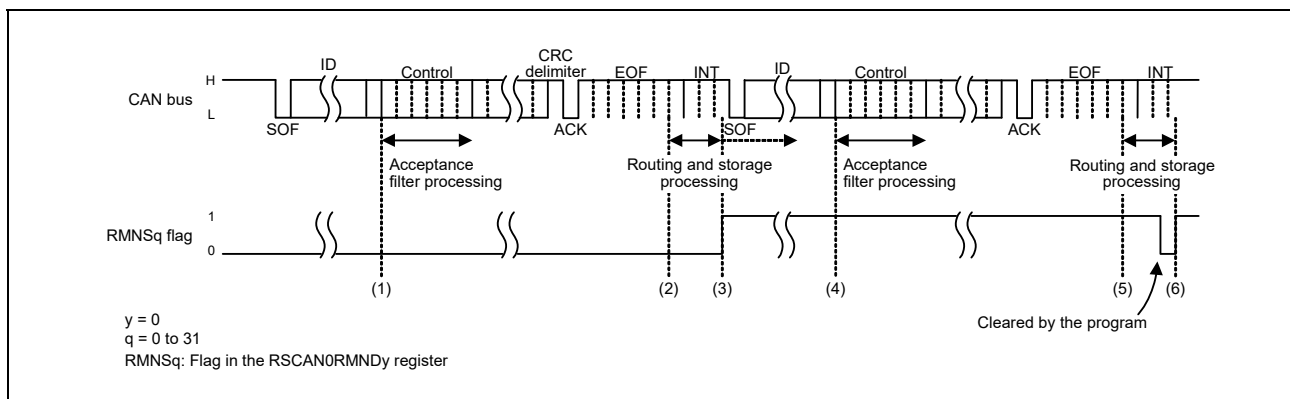 CRC
ID Control delimiter EOF INT ID Control EOF INT
H
CAN bus
L
SOF ACK SOF ACK
Acceptance filter processing
Routing and storage processing
Acceptance filter processing
Routing and storage processing
1
RMNSq flag
0
(1) (2) (3) (4) (5) (6)
Cleared by the program
y = 0
q = 0 to 31
RMNSq: Flag in the RSCAN0RMNDy register